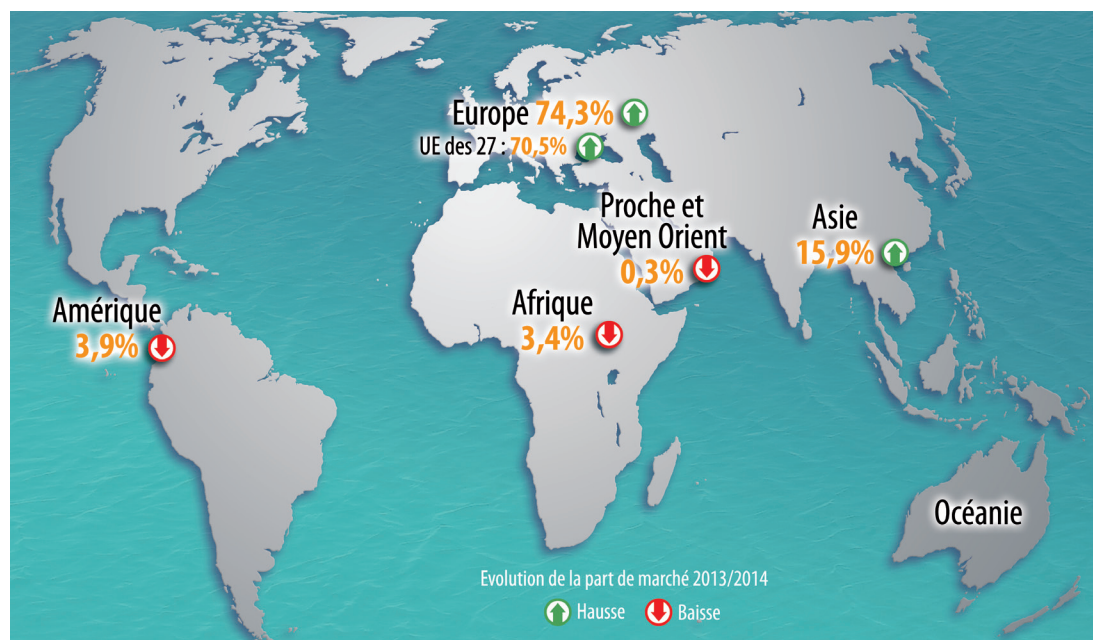 Europe 74,3%
UE des 27 : 70,5%
Proche et
Moyen Orient
0,3%
Asie
15,9%
Amérique
3,9%
Afrique
3,4%
Océanie
Evolution de la part de marché 2013/2014
Hausse Baisse